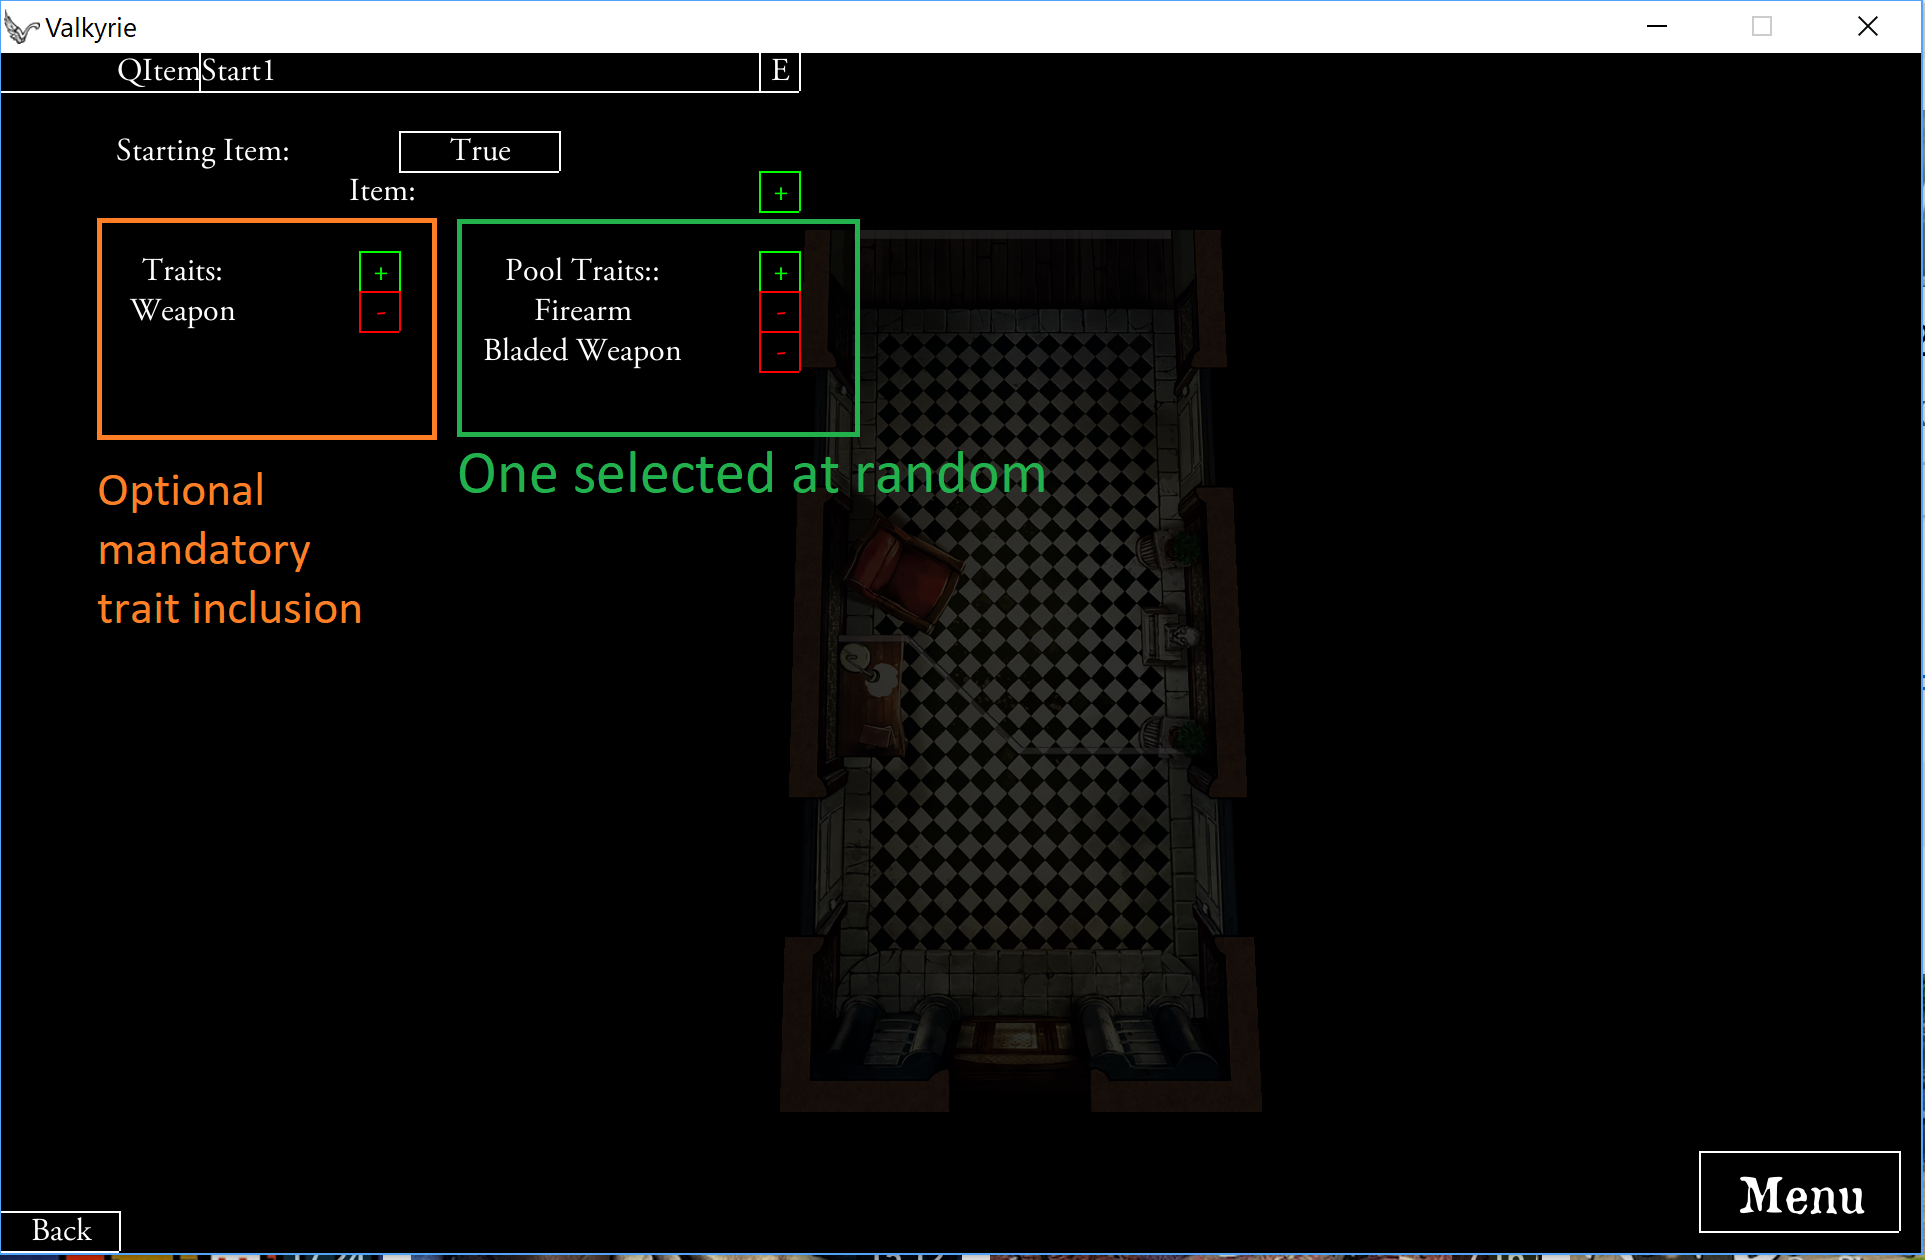 Valkyrie
QItem Start1 E
Starting Item: True
Item: +
Traits: +
Weapon -
Pool Traits:: +
Firearm -
Bladed Weapon -
One selected at random
Optional
mandatory
trait inclusion
Menu
Back